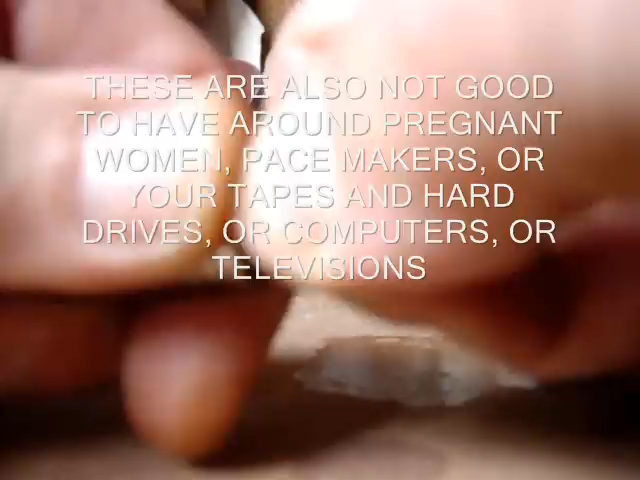 THESE ARE ALSO NOT GOOD
TO HAVE AROUND PREGNANT
WOMEN, PACE MAKERS, OR
YOUR TAPES AND HARD
DRIVES, OR COMPUTERS, OR
TELEVISIONS